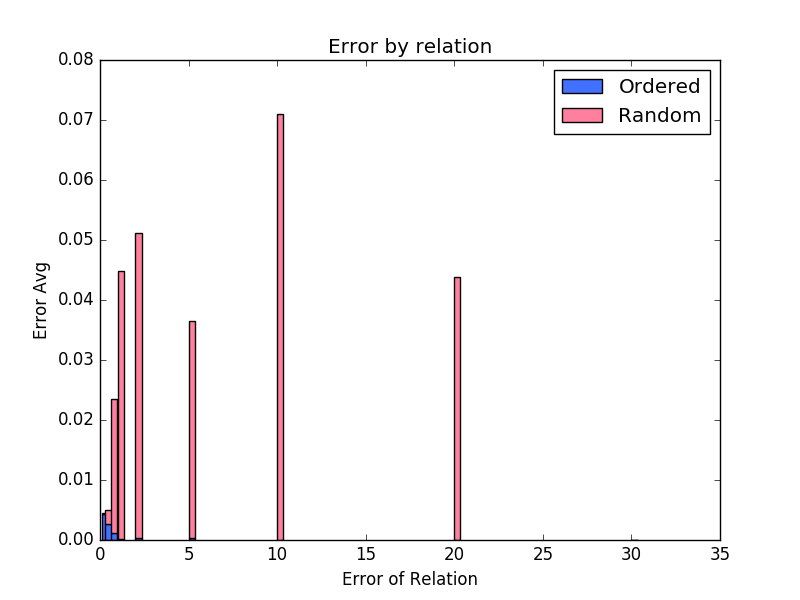 Error by relation
Ordered
Random
0.08
0.07
0.06
0.05
0.04
0.03
0.02
0.01
0.00
Error Avg
0 5 10 15 20 25 30 35
Error of Relation